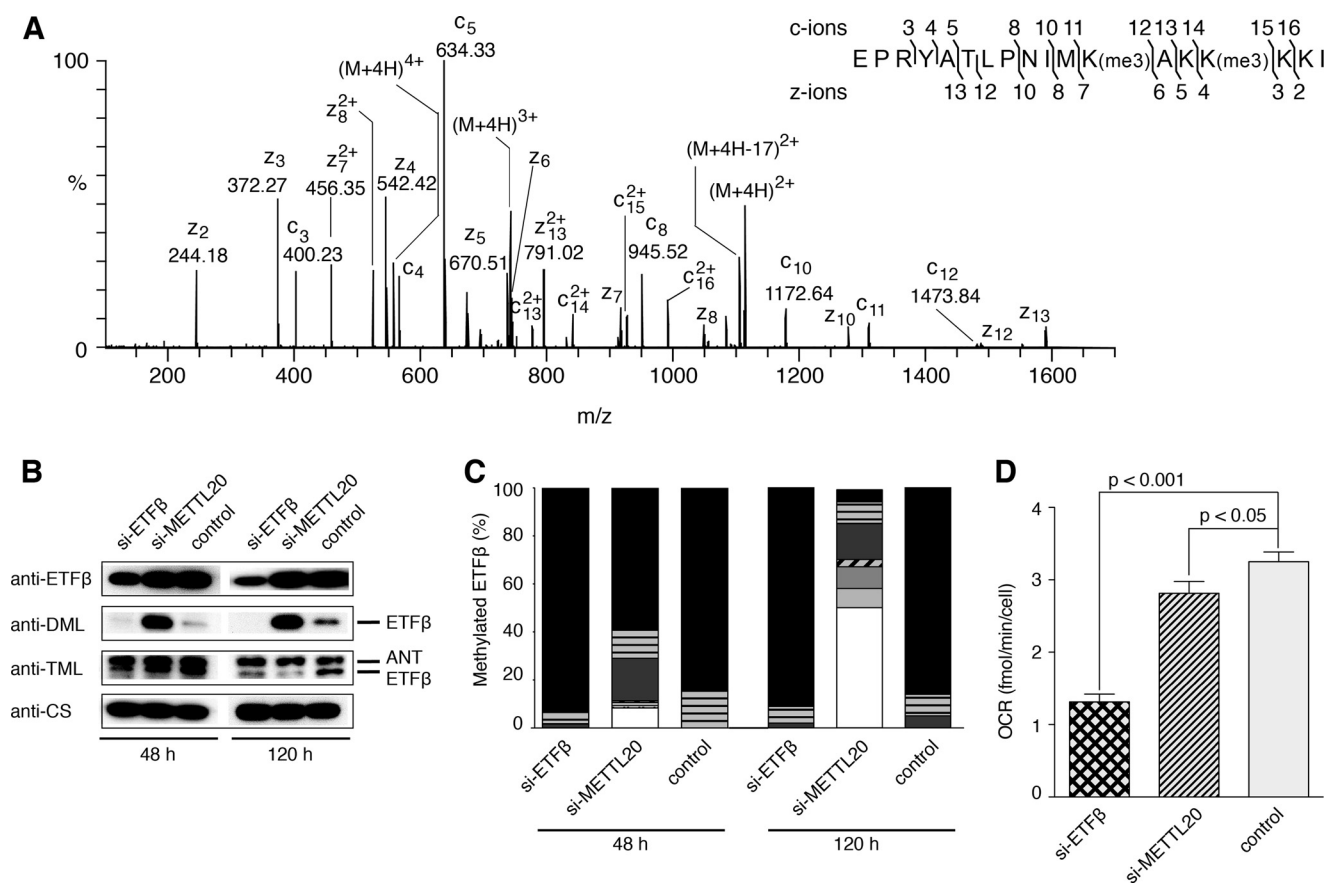 A
100
%
0
z2
244.18
z3
372.27
c3
400.23
z8 2+
z7 2+
456.35
z4
542.42
(M+4H)4+
c4
c5
634.33
z5
670.51
(M+4H)3+
z6
c13 2+
z13 2+
791.02
c14 2+
z7
c15 2+
c8
945.52
c16 2+
z8
(M+4H-17)2+
(M+4H)2+
c10
1172.64
z10
c11
c12
1473.84
z12
z13
200 400 600 800 1000 1200 1400 1600
m/z
c-ions 3 4 5 8 10 11 12 13 14 15 16
E P R Y A T L P N I M K(me3) A K K(me3) K K I
z-ions 13 12 10 8 7 6 5 4 3 2
B
si-ETFβ si-METTL20 control si-ETFβ si-METTL20 control
anti-ETFβ
anti-DML ETFβ
anti-TML ANT
ETFβ
anti-CS
48 h 120 h
C
Methylated ETFβ (%)
100
80
60
40
20
0
si-ETFβ si-METTL20 control si-ETFβ si-METTL20 control
48 h 120 h
D
p < 0.001
p < 0.05
OCR (fmol/min/cell)
4
3
2
1
0
si-ETFβ si-METTL20 control